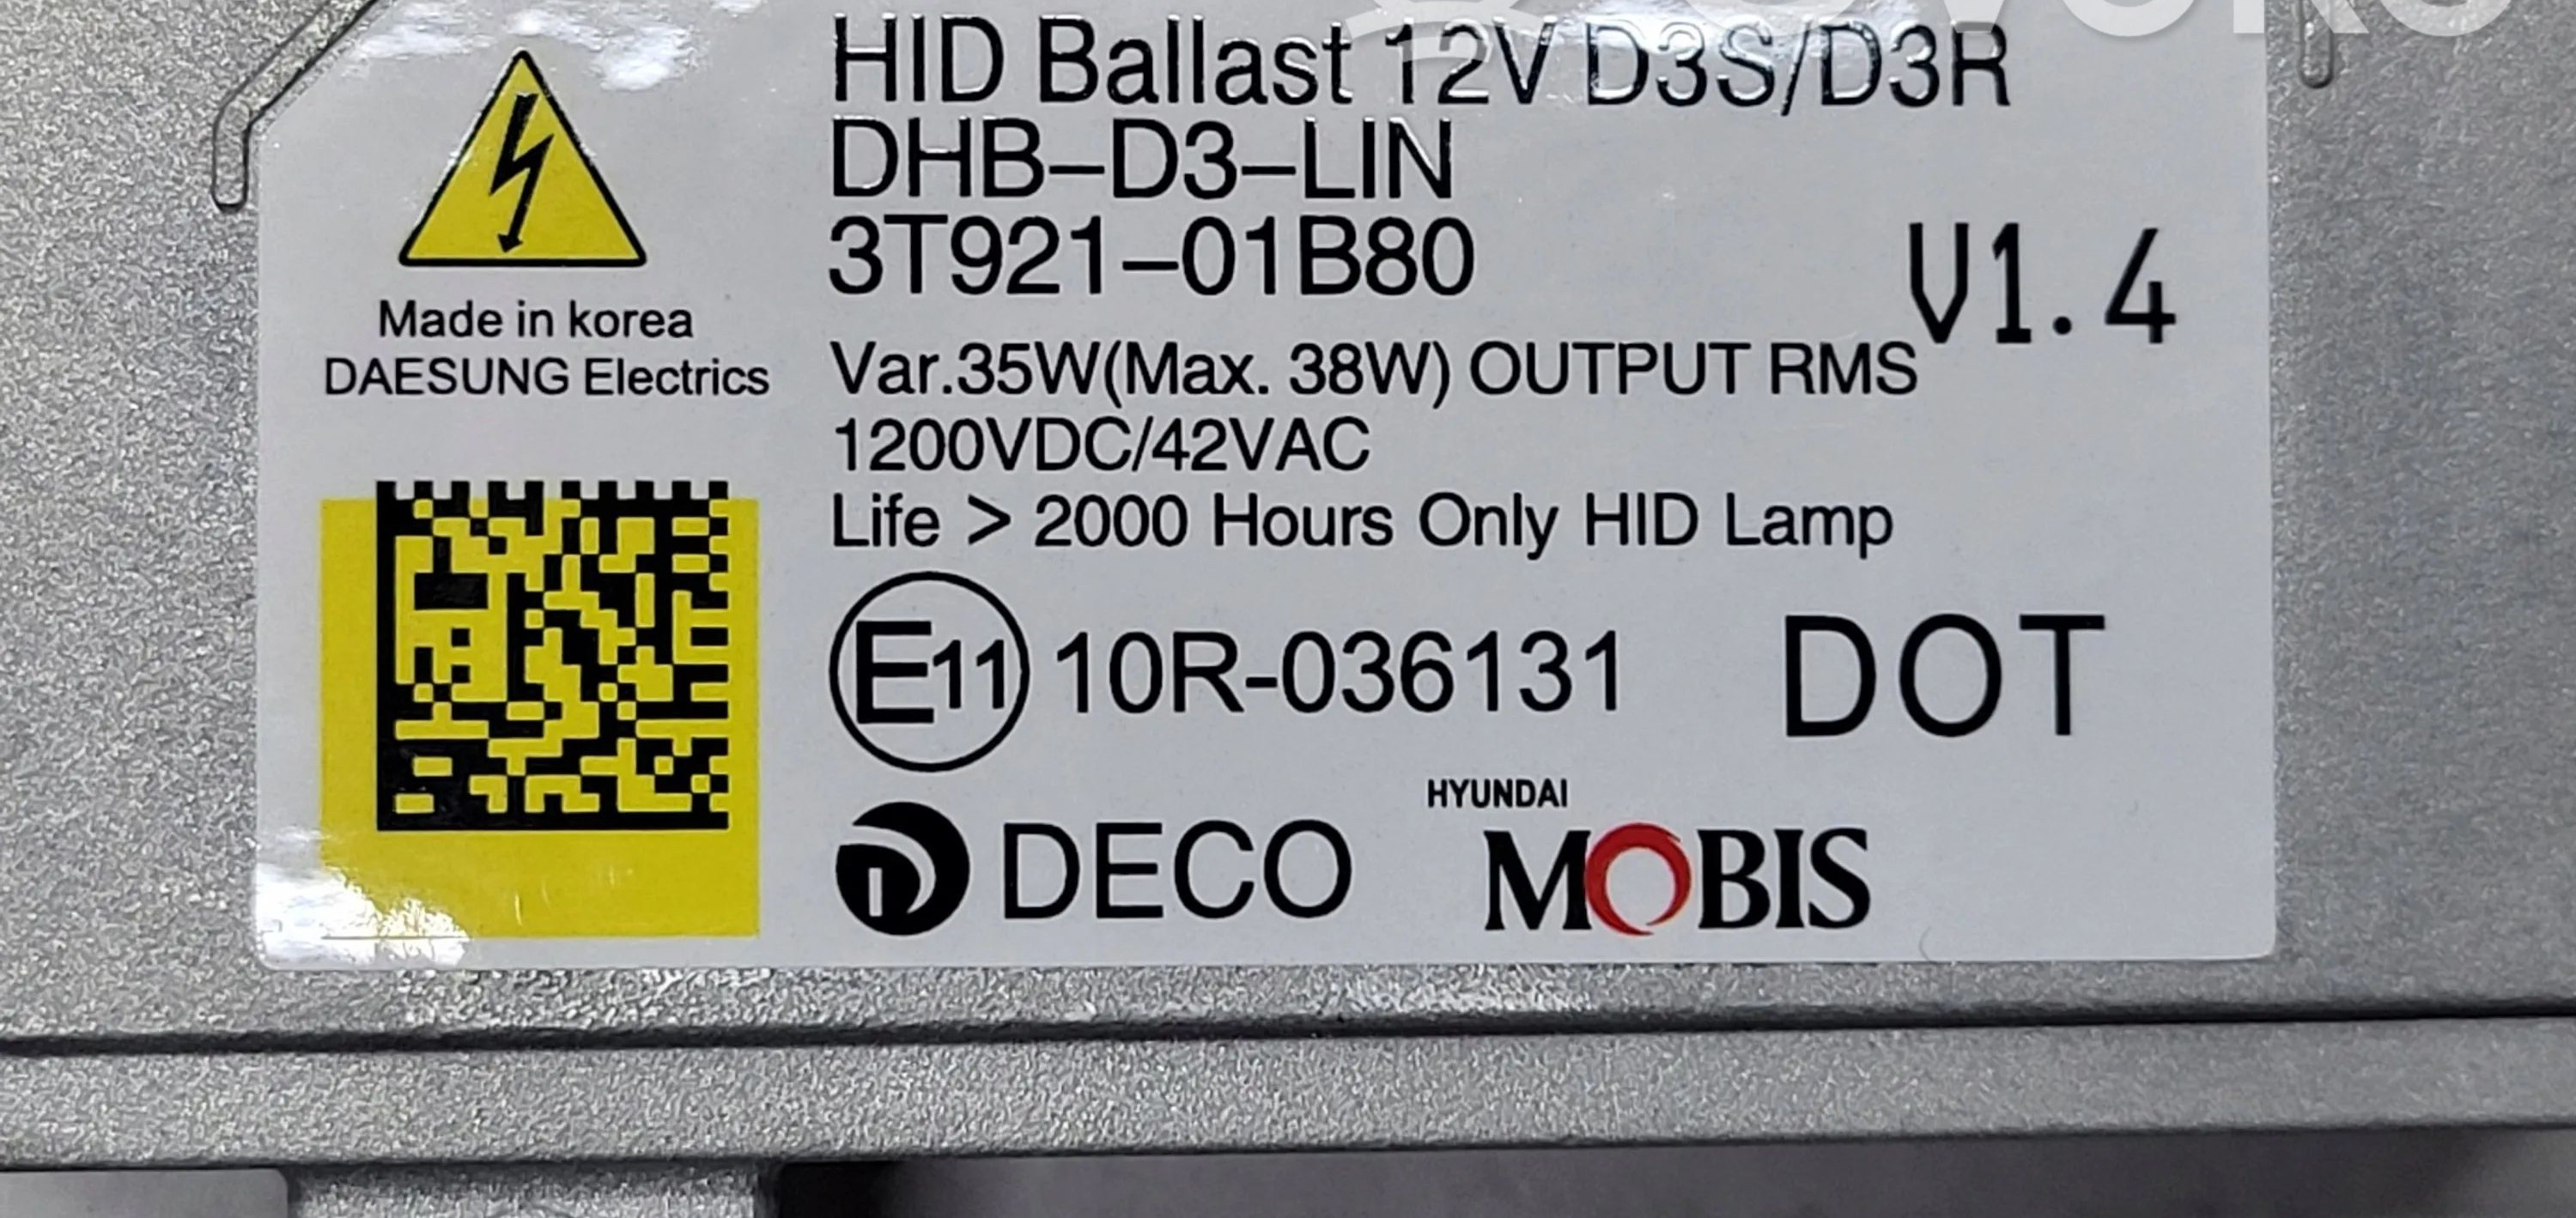 HID Ballast 12V D3S/D3R
DHB-D3-LIN
3T921-01B80
V1.4
Made in korea
DAESUNG Electrics
Var.35W(Max. 38W) OUTPUT RMS
1200VDC/42VAC
Life > 2000 Hours Only HID Lamp
E11 10R-036131 DOT
DECO
HYUNDAI
MOBIS